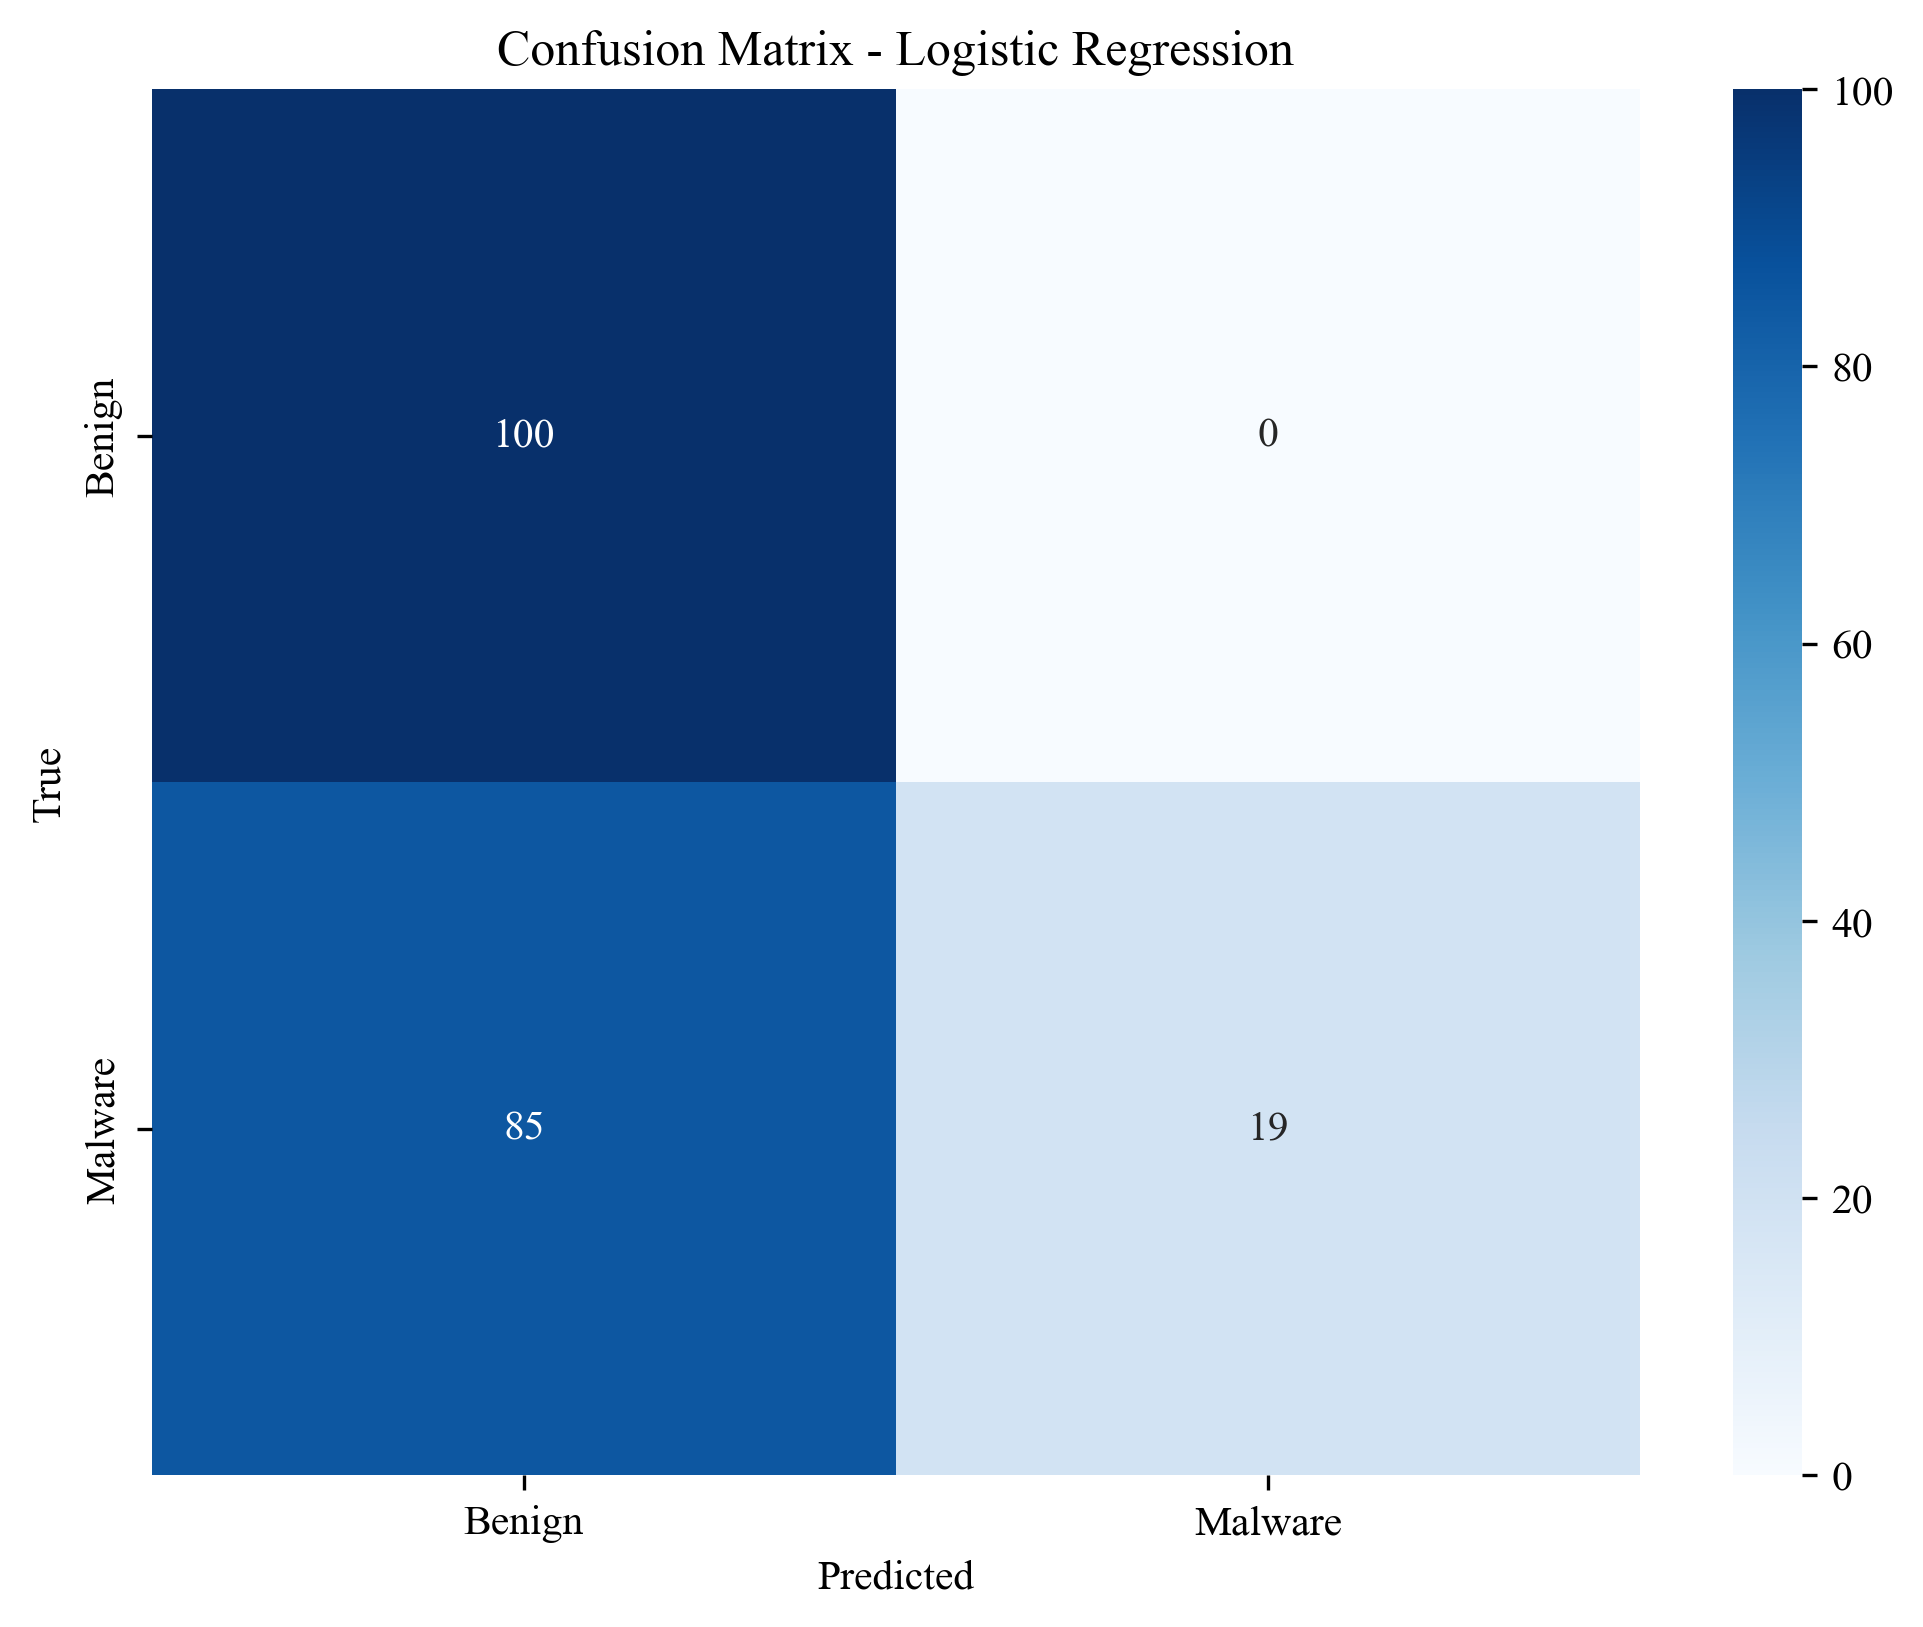 Confusion Matrix - Logistic Regression
100
80
60
40
20
0
True
Benign
Malware
100
0
85
19
Benign
Malware
Predicted